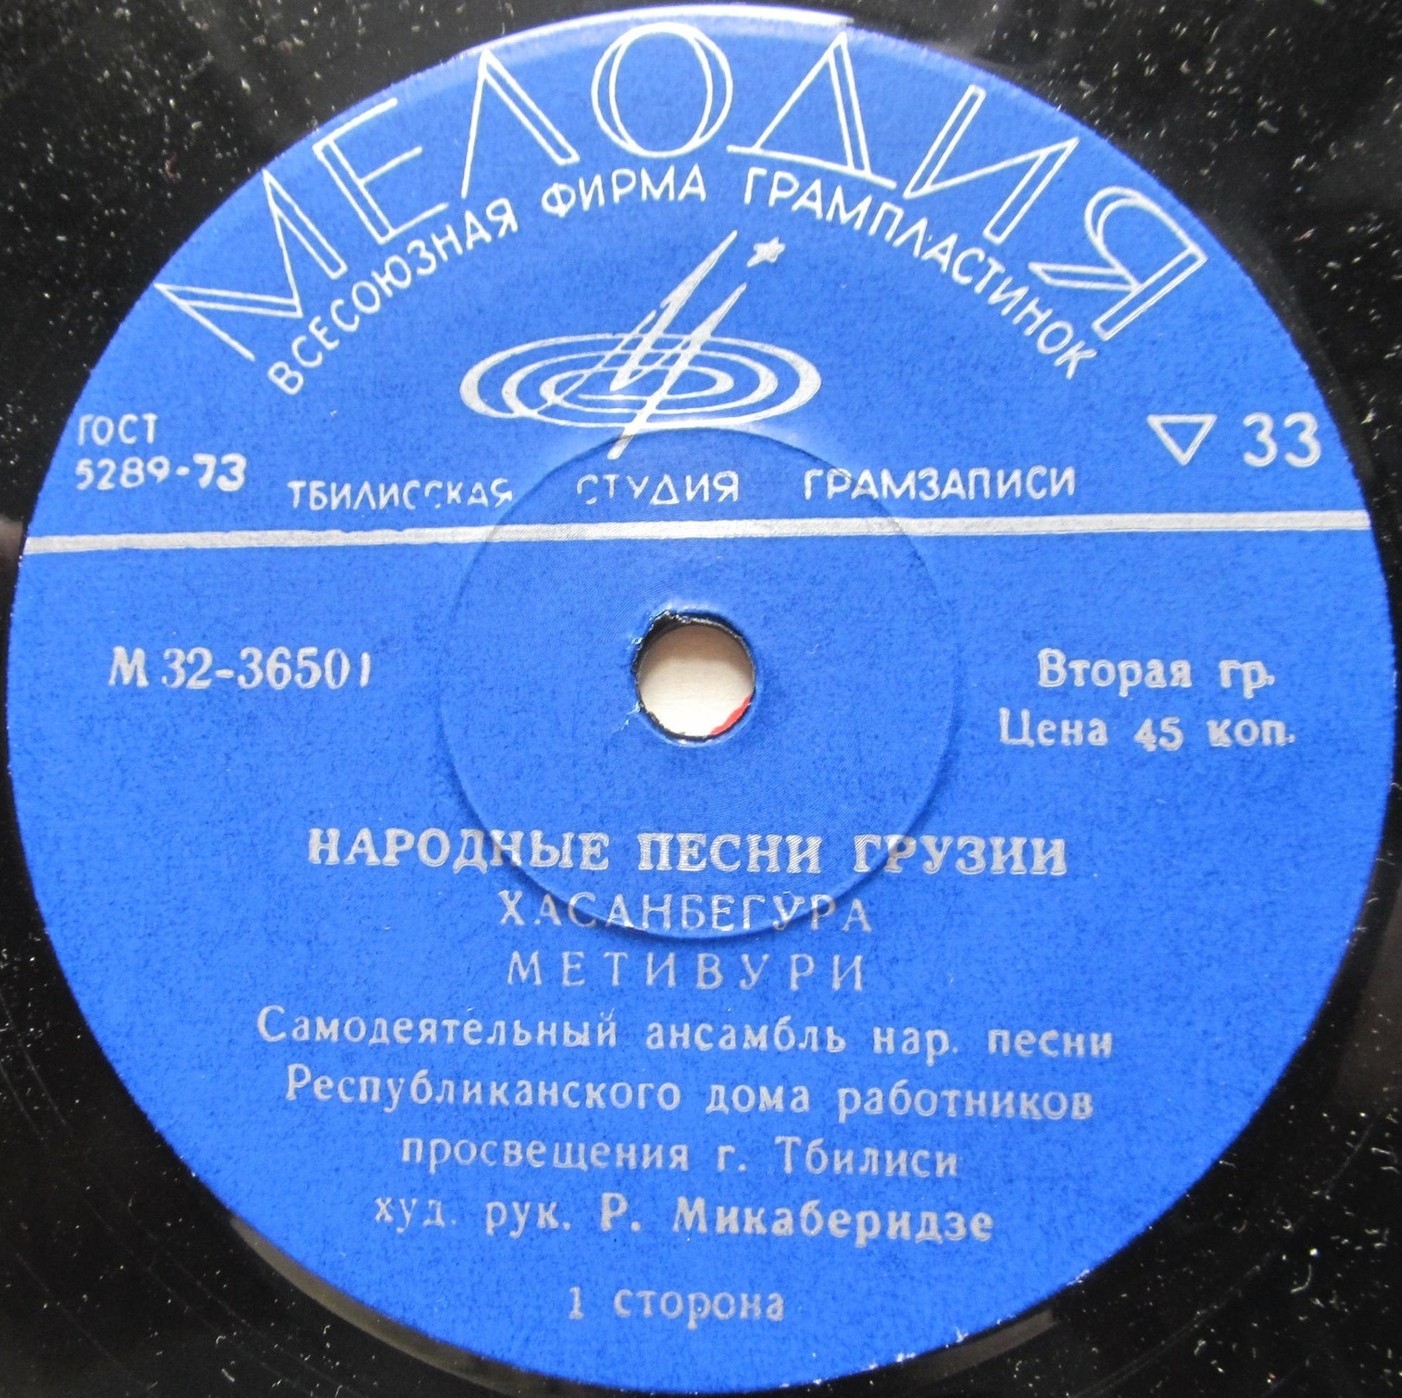 МЕЛОДИЯ
ВСЕСОЮЗНАЯ ФИРМА ГРАМПЛАСТИНОК
ГОСТ
5289-73
33
ТБИЛИССКАЯ СТУДИЯ ГРАМЗАПИСИ
М 32-36501
Вторая гр.
Цена 45 коп.
НАРОДНЫЕ ПЕСНИ ГРУЗИИ
ХАСАНБЕГУРА
МЕТИВУРИ
Самодеятельный ансамбль нар. песни
Республиканского дома работников
просвещения г. Тбилиси
худ. рук. Р. Микаберидзе
1 сторона